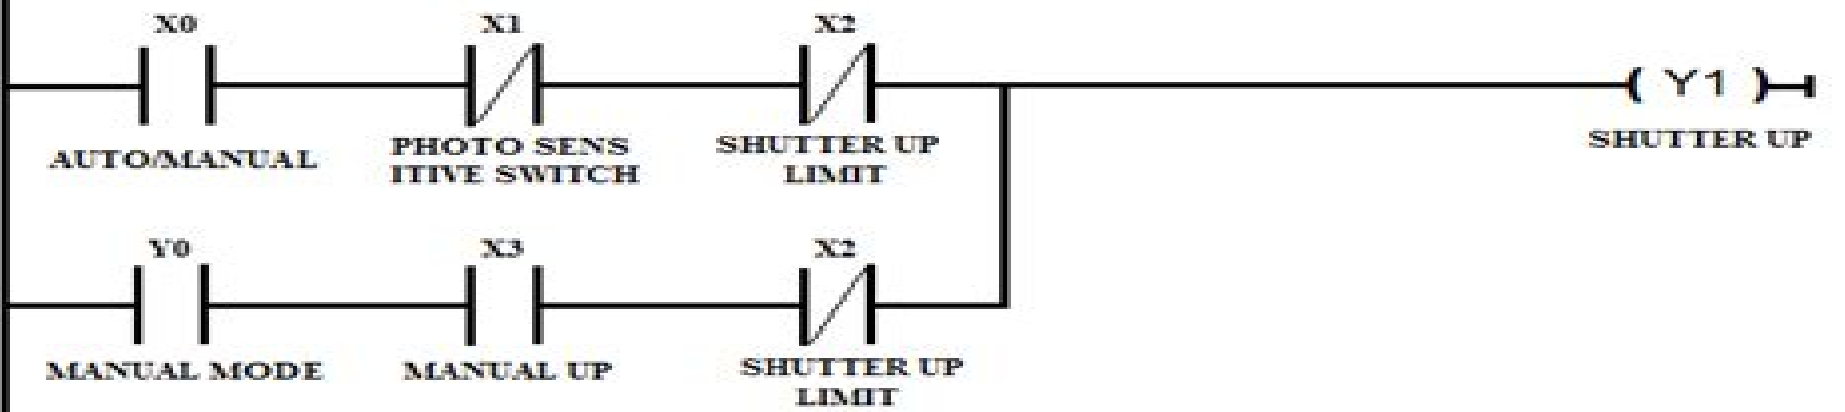 X0 X1 X2
( Y1 )
AUTO/MANUAL PHOTO SENS SHUTTER UP SHUTTER UP
ITIVE SWITCH LIMIT
Y0 X3 X2
MANUAL MODE MANUAL UP SHUTTER UP
LIMIT